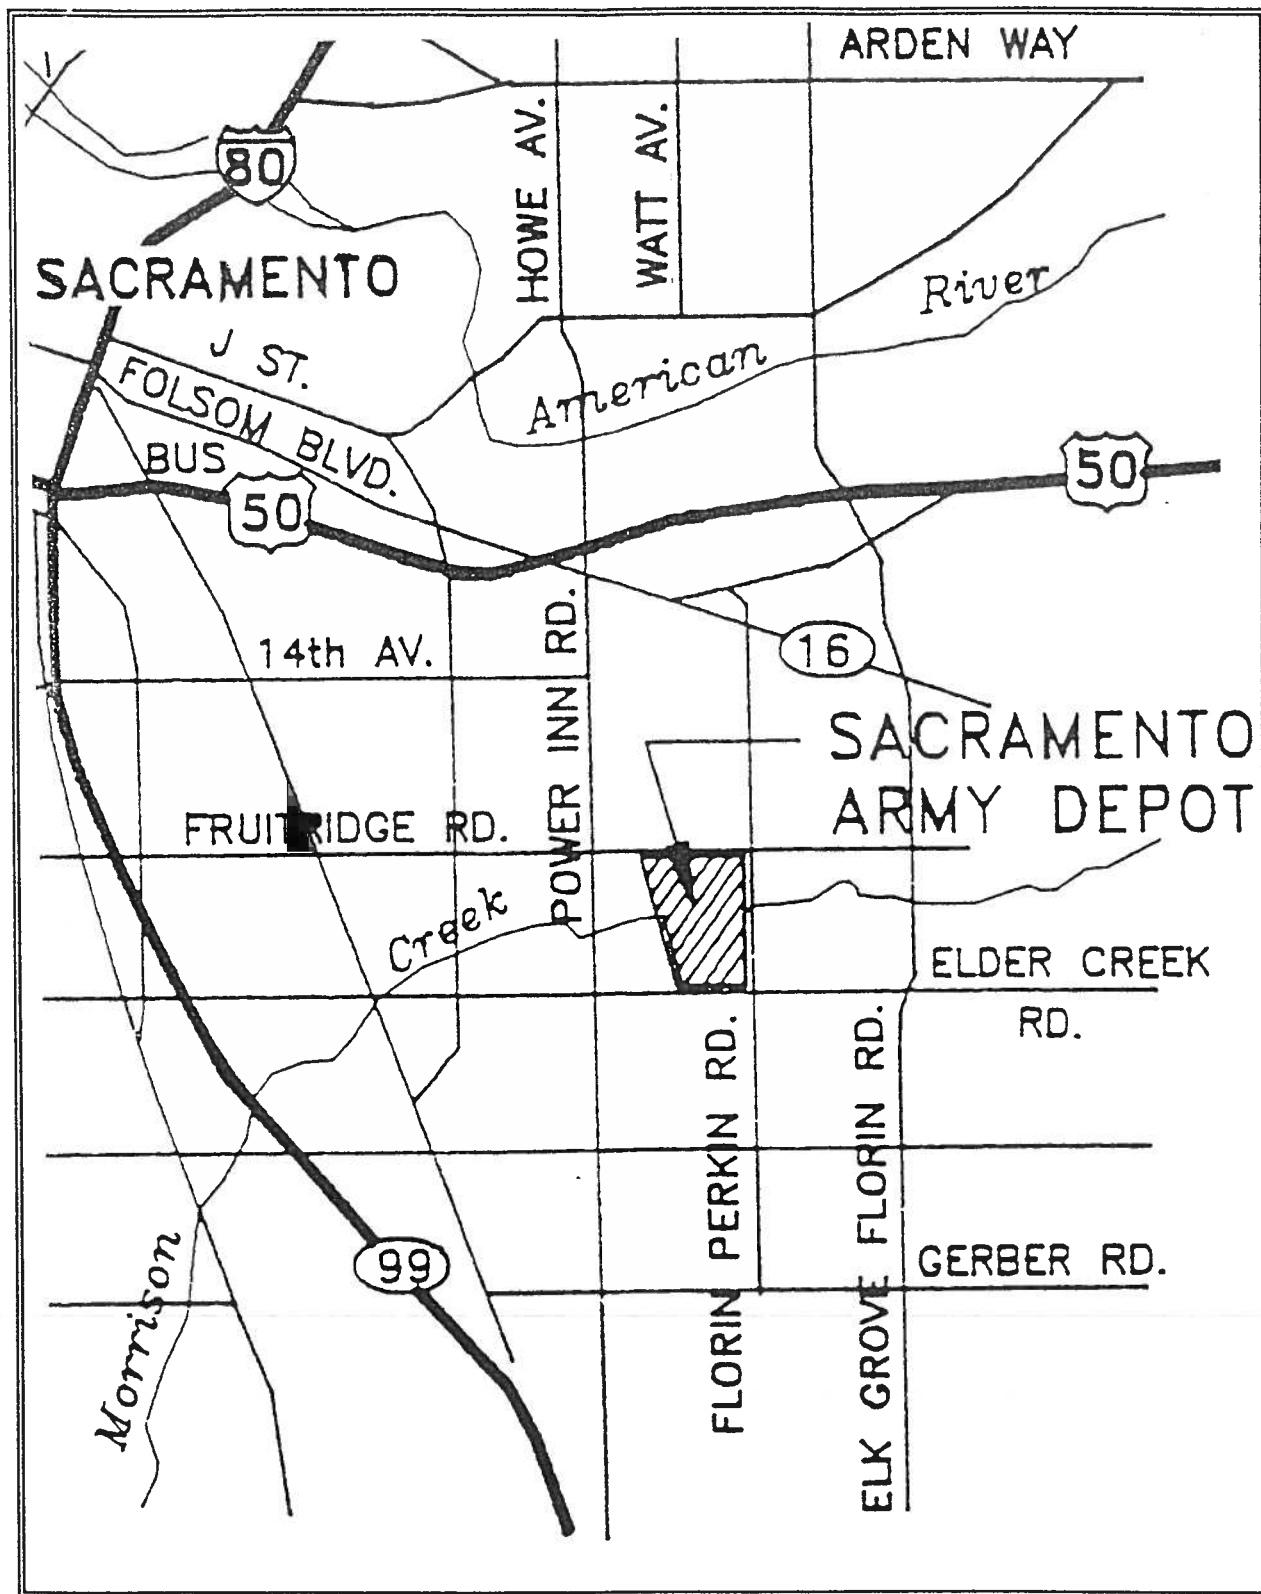 ARDEN WAY
HOWE AV.
WATT AV.
80
SACRAMENTO
River
American
J ST.
FOLSOM BLVD.
BUS
50
50
14th AV.
POWER INN RD.
16
SACRAMENTO
ARMY DEPOT
FRUITRIDGE RD.
Creek
ELDER CREEK
RD.
FLORIN PERKIN RD.
ELK GROVE FLORIN RD.
GERBER RD.
99
Morrison